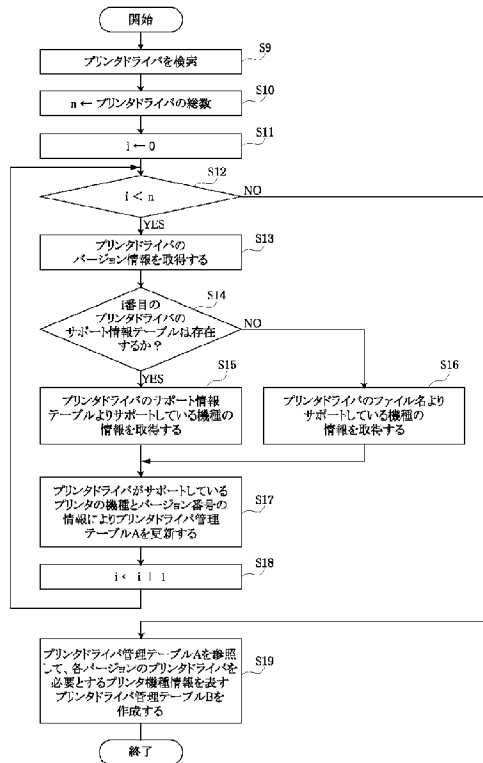 開始
S9
プリンタドライバを検索
S10
n ← プリンタドライバの総数
S11
i ← 0
S12
i < n
NO
YES
S13
プリンタドライバの
バージョン情報を取得する
S14
i番目の
プリンタドライバの
サポート情報テーブルは存在
するか?
NO
YES
S15
プリンタドライバのサポート情報
テーブルよりサポートしている機種の
情報を取得する
S16
プリンタドライバのファイル名より
サポートしている機種の
情報を取得する
S17
プリンタドライバがサポートしている
プリンタの機種とバージョン番号の
情報によりプリンタドライバ管理
テーブルAを更新する
S18
i ← i + 1
S19
プリンタドライバ管理テーブルAを参照
して、各バージョンのプリンタドライバを
必要とするプリンタ機種情報を表す
プリンタドライバ管理テーブルBを
作成する
終了